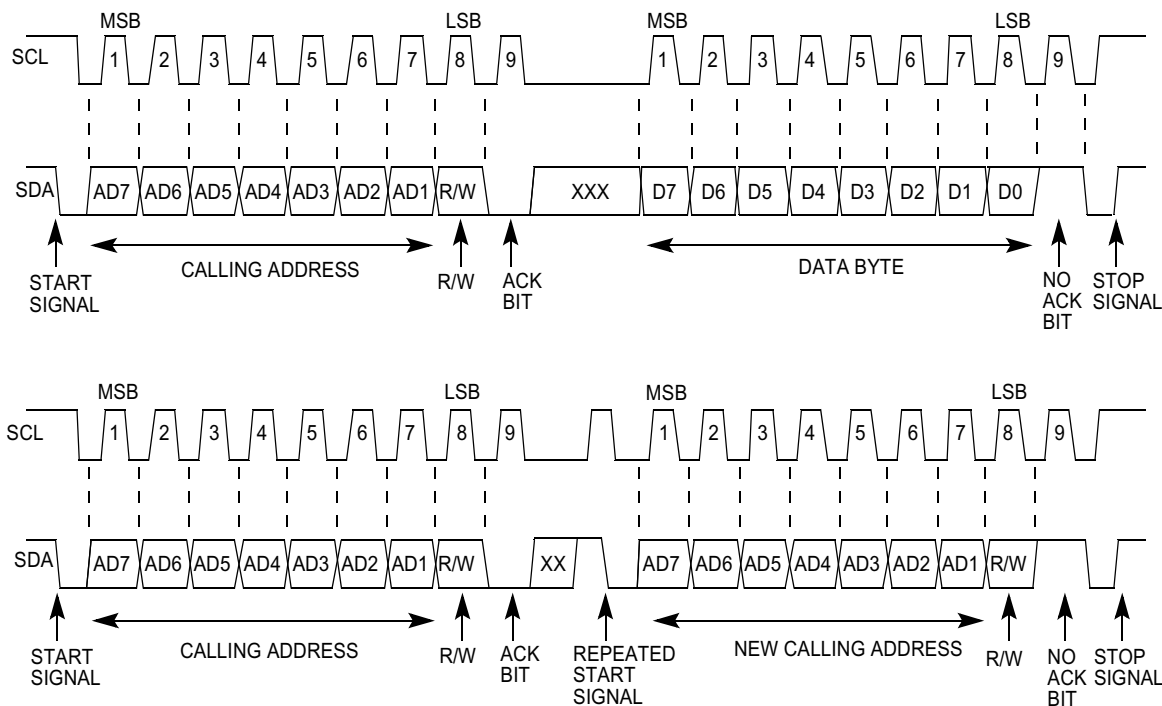 MSB LSB MSB LSB
SCL 1 2 3 4 5 6 7 8 9 1 2 3 4 5 6 7 8 9
SDA AD7 AD6 AD5 AD4 AD3 AD2 AD1 R/W XXX D7 D6 D5 D4 D3 D2 D1 D0
START
SIGNAL
CALLING ADDRESS
R/W
ACK
BIT
DATA BYTE
NO
ACK
BIT
STOP
SIGNAL
MSB LSB MSB LSB
SCL 1 2 3 4 5 6 7 8 9 1 2 3 4 5 6 7 8 9
SDA AD7 AD6 AD5 AD4 AD3 AD2 AD1 R/W XX AD7 AD6 AD5 AD4 AD3 AD2 AD1 R/W
START
SIGNAL
CALLING ADDRESS
R/W
ACK
BIT
REPEATED
START
SIGNAL
NEW CALLING ADDRESS
R/W
NO
ACK
BIT
STOP
SIGNAL